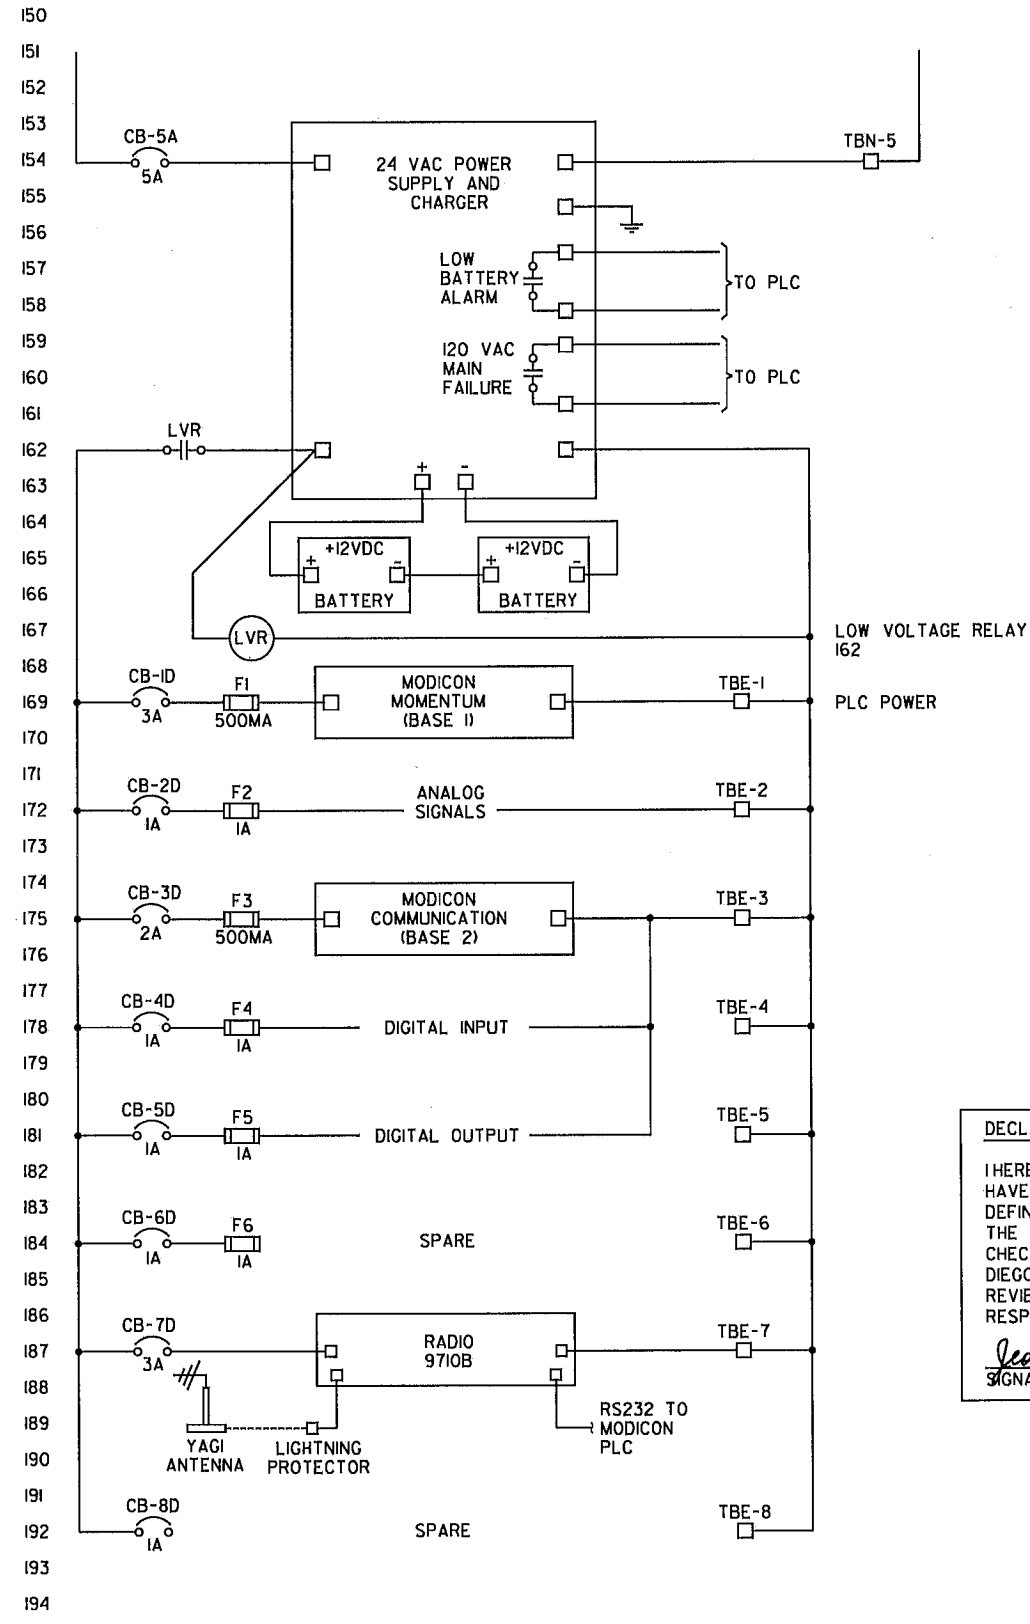 150
151
152
153
CB-5A
154
5A
24 VAC POWER
SUPPLY AND
CHARGER
TBN-5
155
156
157
LOW
BATTERY
ALARM
TO PLC
158
159
120 VAC
MAIN
FAILURE
160
TO PLC
161
LVR
162
163
+ -
164
165
+12VDC
+ -
BATTERY
+12VDC
+ -
BATTERY
166
167
LVR
LOW VOLTAGE RELAY
162
168
CB-1D
169
3A
F1
500MA
MODICON
MOMENTUM
(BASE 1)
TBE-1
PLC POWER
170
171
CB-2D
172
1A
F2
1A
ANALOG
SIGNALS
TBE-2
173
174
CB-3D
175
2A
F3
500MA
MODICON
COMMUNICATION
(BASE 2)
TBE-3
176
177
CB-4D
178
1A
F4
1A
DIGITAL INPUT
TBE-4
179
180
CB-5D
181
1A
F5
1A
DIGITAL OUTPUT
TBE-5
182
183
CB-6D
184
1A
F6
1A
SPARE
TBE-6
185
186
CB-7D
187
3A
RADIO
9710B
TBE-7
188
189
YAGI
ANTENNA
LIGHTNING
PROTECTOR
RS232 TO
MODICON
PLC
190
191
CB-8D
192
1A
SPARE
TBE-8
193
194
DECL
HAVE
DEFIN
THE
CHEC
DIEGO
REVIE
RESP